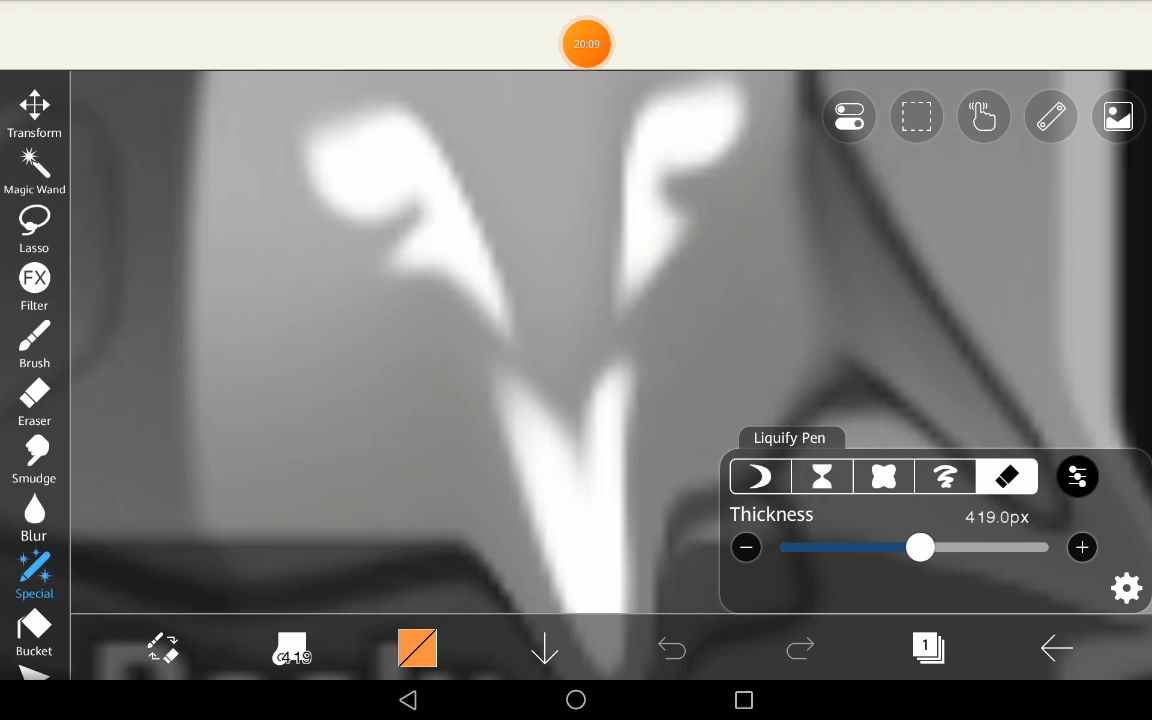 20:09
Transform
Magic Wand
Lasso
FX
Filter
Brush
Eraser
Smudge
Blur
Special
Bucket
Liquify Pen
Thickness 419.0px
419
1